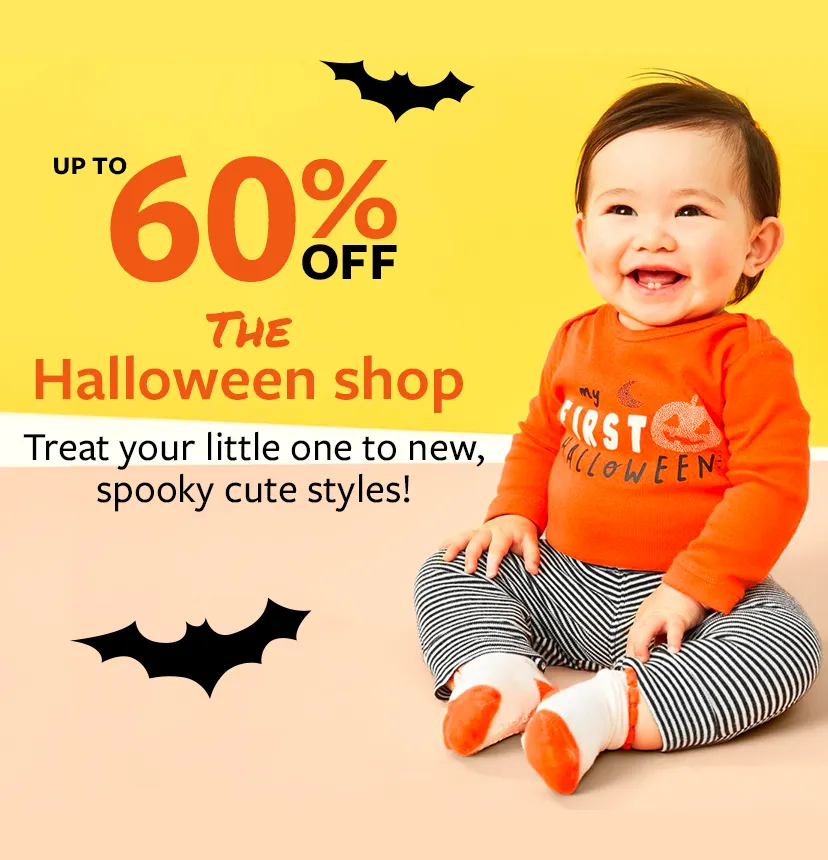 UP TO
60%
OFF
THE
Halloween shop
Treat your little one to new,
spooky cute styles!
my
FIRST
HALLOWEEN